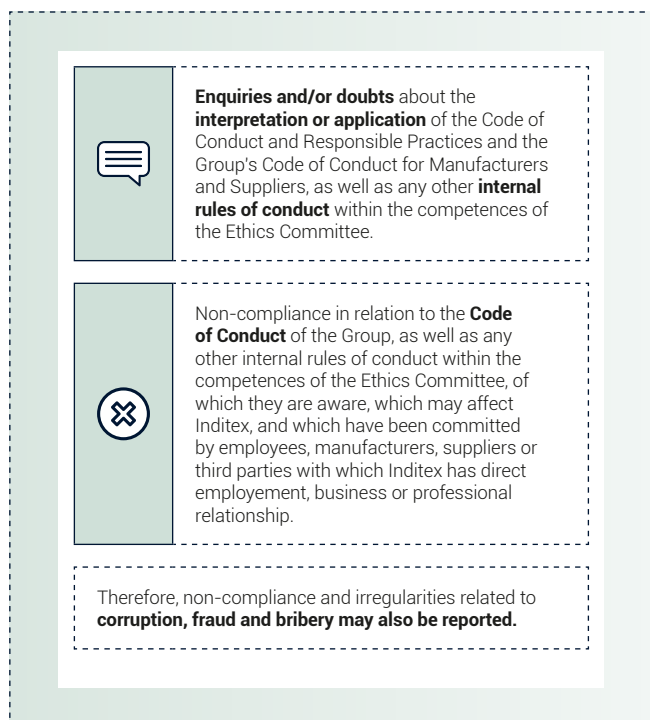 Enquiries and/or doubts about the
interpretation or application of the Code of
Conduct and Responsible Practices and the
Group's Code of Conduct for Manufacturers
and Suppliers, as well as any other internal
rules of conduct within the competences of
the Ethics Committee.
Non-compliance in relation to the Code
of Conduct of the Group, as well as any
other internal rules of conduct within the
competences of the Ethics Committee, of
which they are aware, which may affect
Inditex, and which have been committed
by employees, manufacturers, suppliers or
third parties with which Inditex has direct
employement, business or professional
relationship.
Therefore, non-compliance and irregularities related to
corruption, fraud and bribery may also be reported.